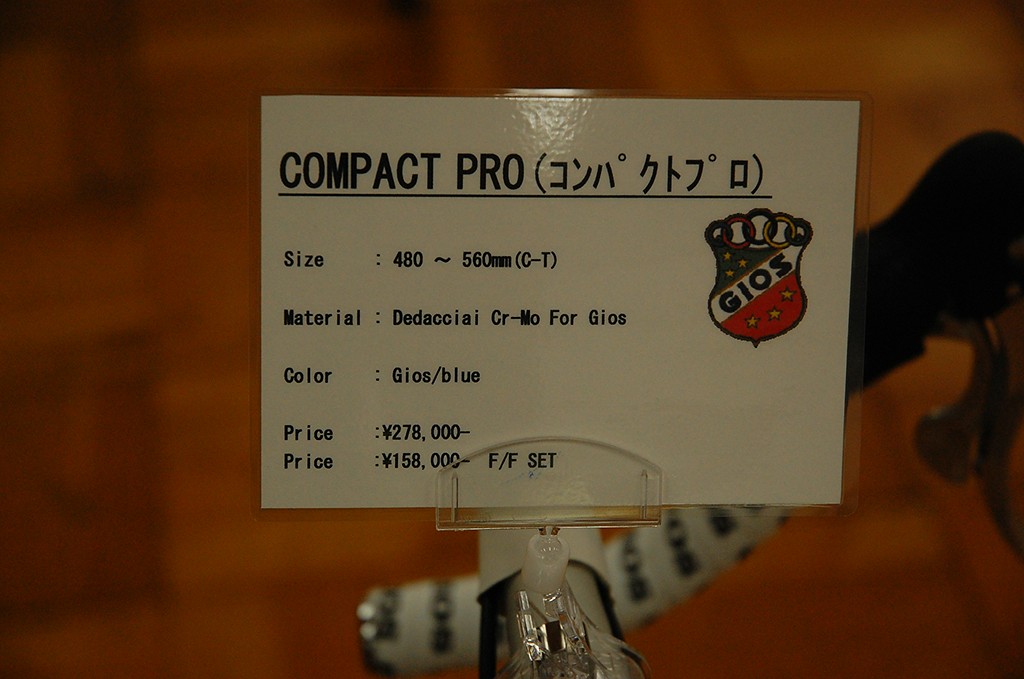 COMPACT PRO(コンパクトプロ)
Size : 480 ～ 560mm(C-T)
GIOS
Material : Dedacciai Cr-Mo For Gios
Color : Gios/blue
Price :¥278,000-
Price :¥158,000- F/F SET